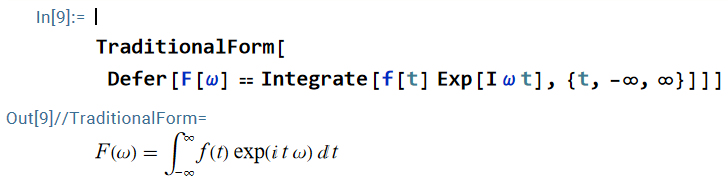 In[9]:=
TraditionalForm[
Defer[F[ω] == Integrate[f[t] Exp[I ω t], {t, -∞, ∞}]]]
Out[9]//TraditionalForm=
F(ω) = ∫_{-∞}^{∞} f(t) exp(i t ω) d t